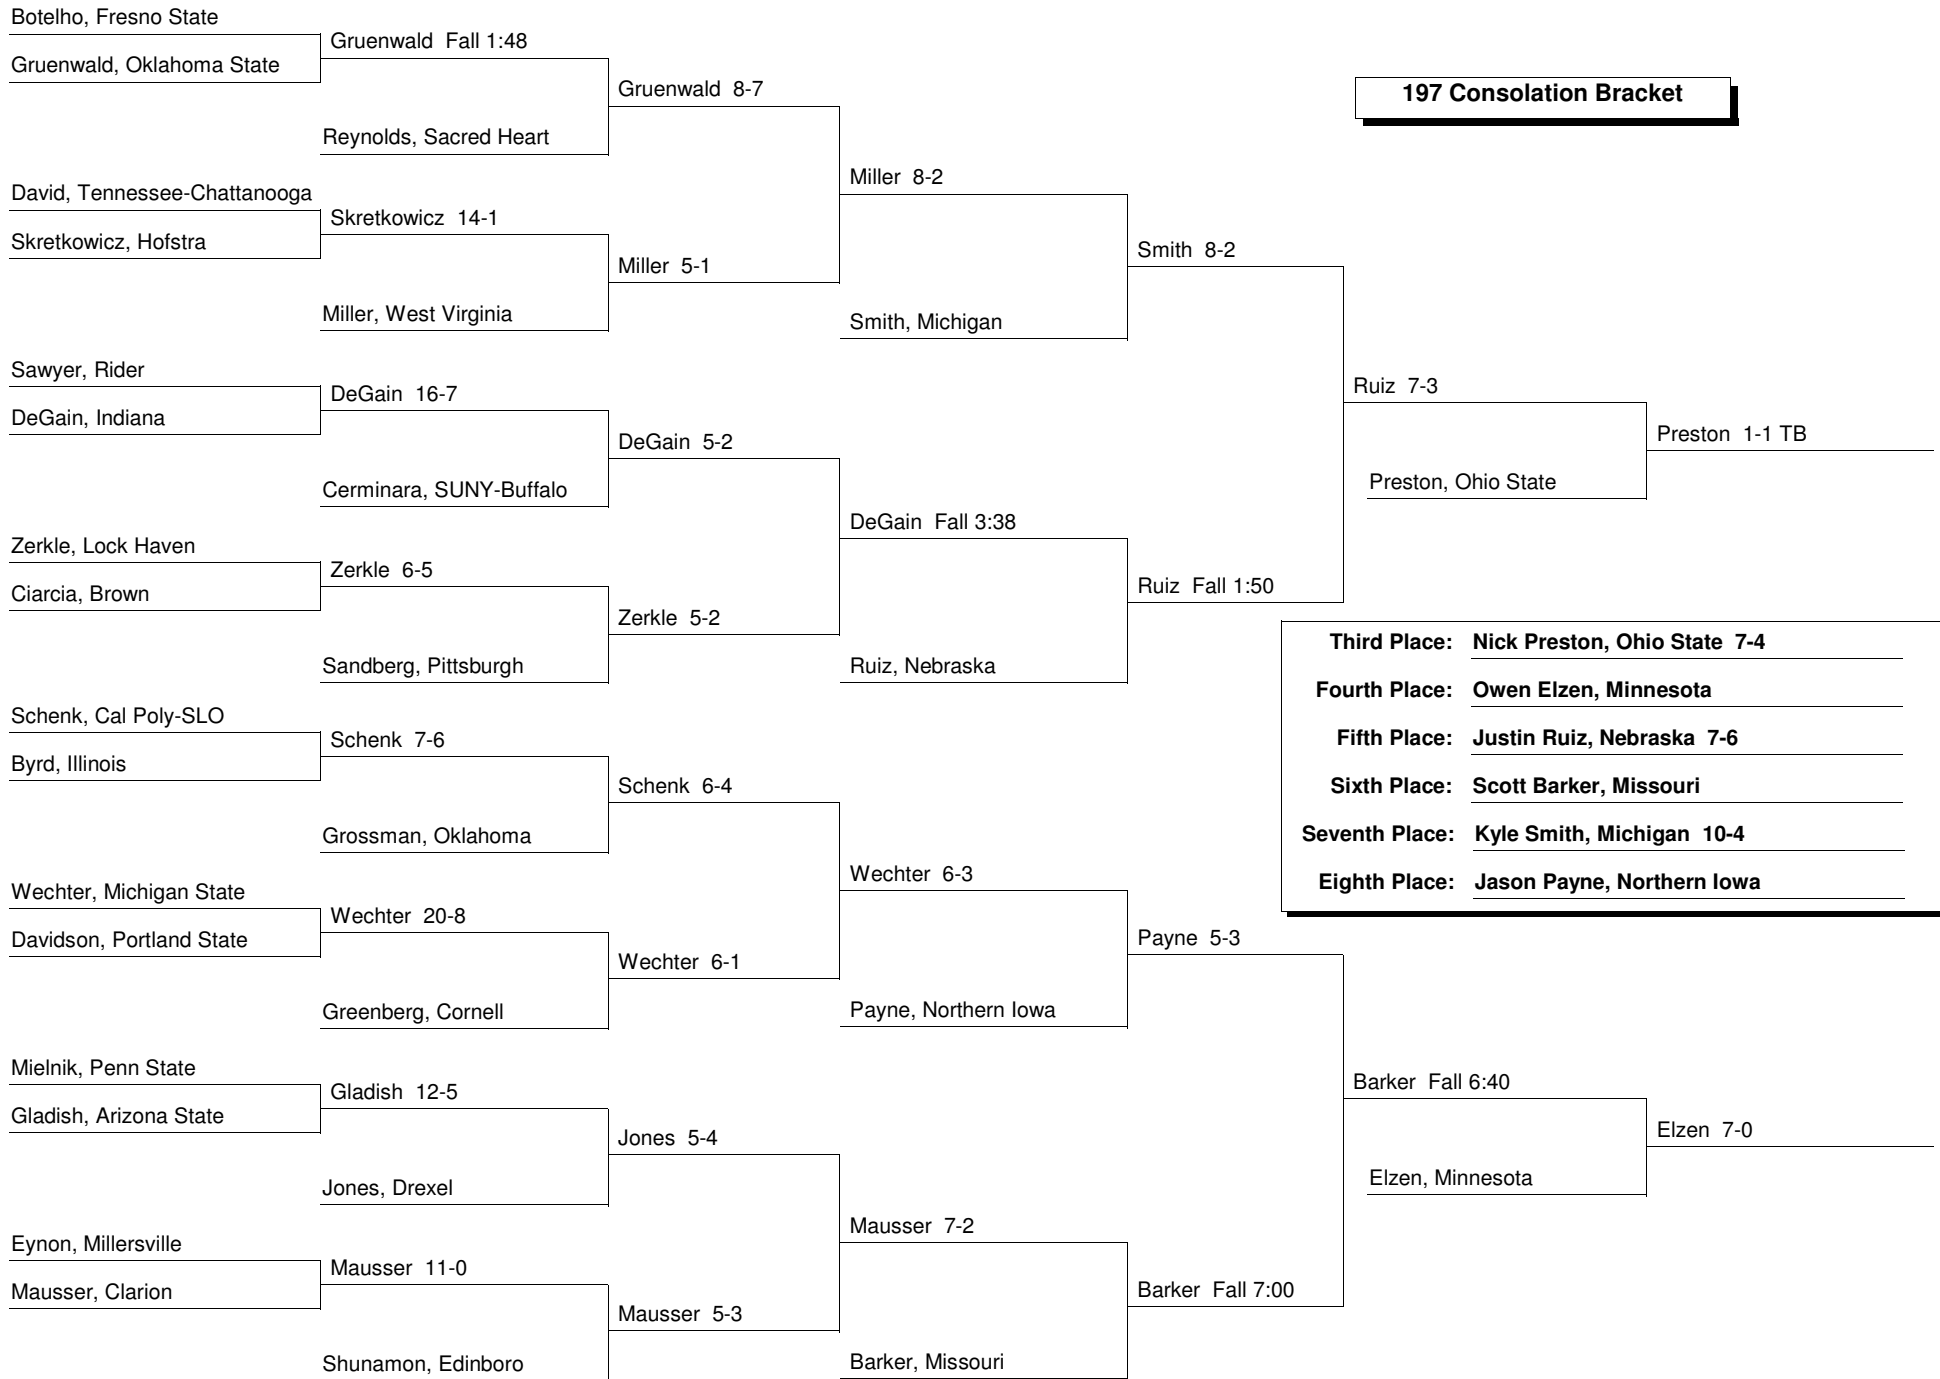 Botelho, Fresno State
Gruenwald, Oklahoma State
David, Tennessee-Chattanooga
Skretkowicz, Hofstra
Sawyer, Rider
DeGain, Indiana
Zerkle, Lock Haven
Ciarcia, Brown
Schenk, Cal Poly-SLO
Byrd, Illinois
Wechter, Michigan State
Davidson, Portland State
Mielnik, Penn State
Gladish, Arizona State
Eynon, Millersville
Mausser, Clarion
Gruenwald Fall 1:48
Reynolds, Sacred Heart
Skretkowicz 14-1
Miller, West Virginia
DeGain 16-7
Cerminara, SUNY-Buffalo
Zerkle 6-5
Sandberg, Pittsburgh
Schenk 7-6
Grossman, Oklahoma
Wechter 20-8
Greenberg, Cornell
Gladish 12-5
Jones, Drexel
Mausser 11-0
Shunamon, Edinboro
Gruenwald 8-7
Miller 5-1
DeGain 5-2
Zerkle 5-2
Schenk 6-4
Wechter 6-1
Jones 5-4
Mausser 5-3
Miller 8-2
Smith, Michigan
DeGain Fall 3:38
Ruiz, Nebraska
Wechter 6-3
Payne, Northern Iowa
Mausser 7-2
Barker, Missouri
Smith 8-2
Ruiz Fall 1:50
Payne 5-3
Barker Fall 7:00
197 Consolation Bracket
Ruiz 7-3
Preston, Ohio State
Preston 1-1 TB
Third Place: Nick Preston, Ohio State 7-4
Fourth Place: Owen Elzen, Minnesota
Fifth Place: Justin Ruiz, Nebraska 7-6
Sixth Place: Scott Barker, Missouri
Seventh Place: Kyle Smith, Michigan 10-4
Eighth Place: Jason Payne, Northern Iowa
Barker Fall 6:40
Elzen, Minnesota
Elzen 7-0